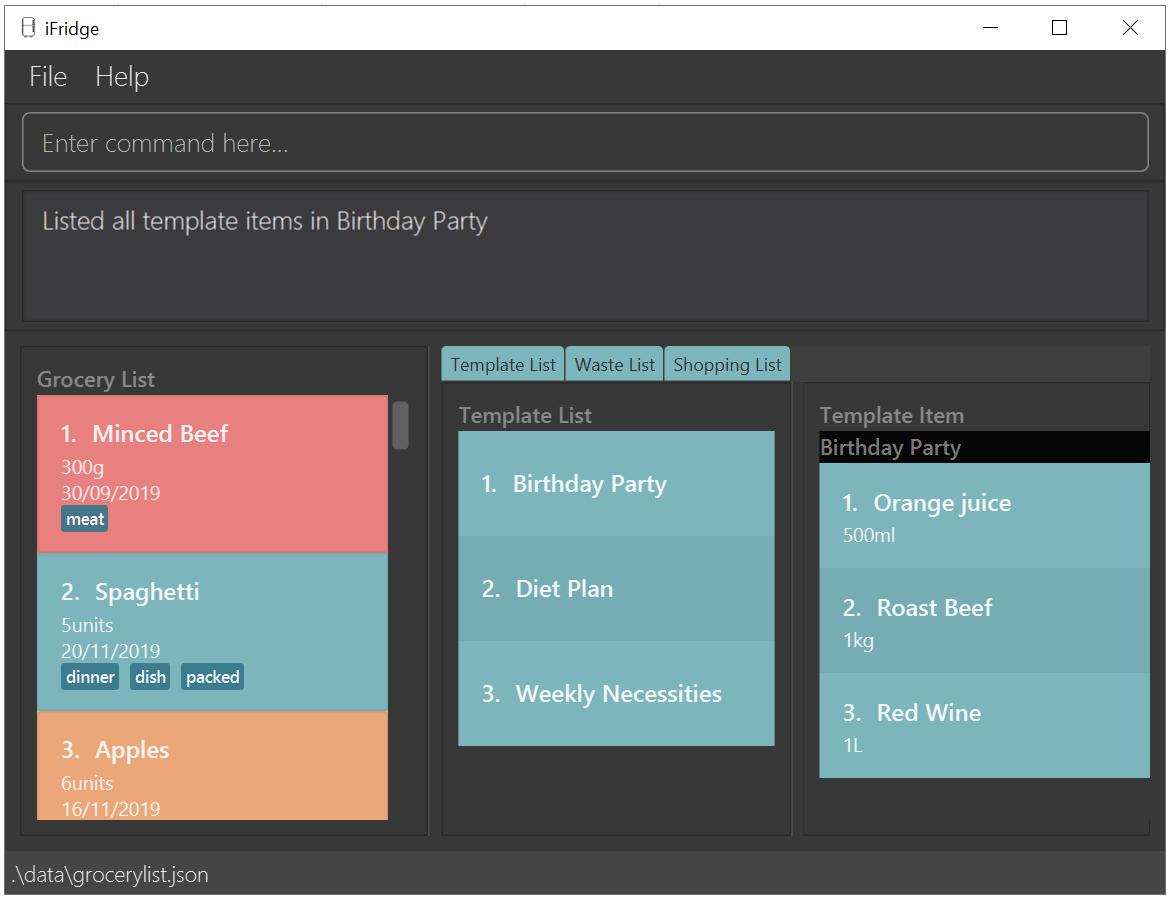 iFridge
File Help
Enter command here...
Listed all template items in Birthday Party
Grocery List
1. Minced Beef
300g
30/09/2019
meat
2. Spaghetti
5units
20/11/2019
dinner dish packed
3. Apples
6units
16/11/2019
Template List Waste List Shopping List
Template List
1. Birthday Party
2. Diet Plan
3. Weekly Necessities
Template Item
Birthday Party
1. Orange juice
500ml
2. Roast Beef
1kg
3. Red Wine
1L
.\data\grocerylist.json